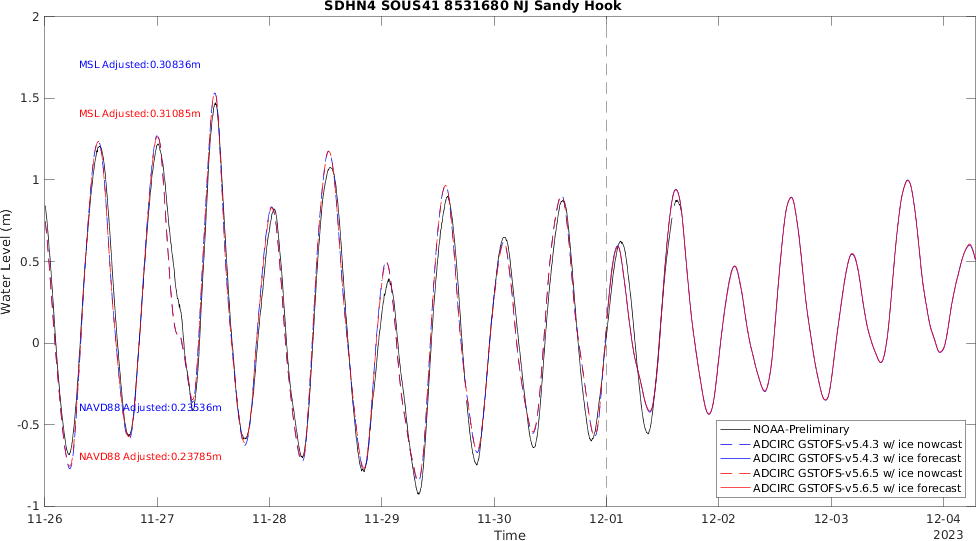 SDHN4 SOUS41 8531680 NJ Sandy Hook
2
1.5
1
0.5
0
-0.5
-1
Water Level (m)
MSL Adjusted:0.30836m
MSL Adjusted:0.31085m
NAVD88 Adjusted:0.23536m
NAVD88 Adjusted:0.23785m
NOAA-Preliminary
ADCIRC GSTOFS-v5.4.3 w/ ice nowcast
ADCIRC GSTOFS-v5.4.3 w/ ice forecast
ADCIRC GSTOFS-v5.6.5 w/ ice nowcast
ADCIRC GSTOFS-v5.6.5 w/ ice forecast
11-26 11-27 11-28 11-29 11-30 12-01 12-02 12-03 12-04
Time
2023